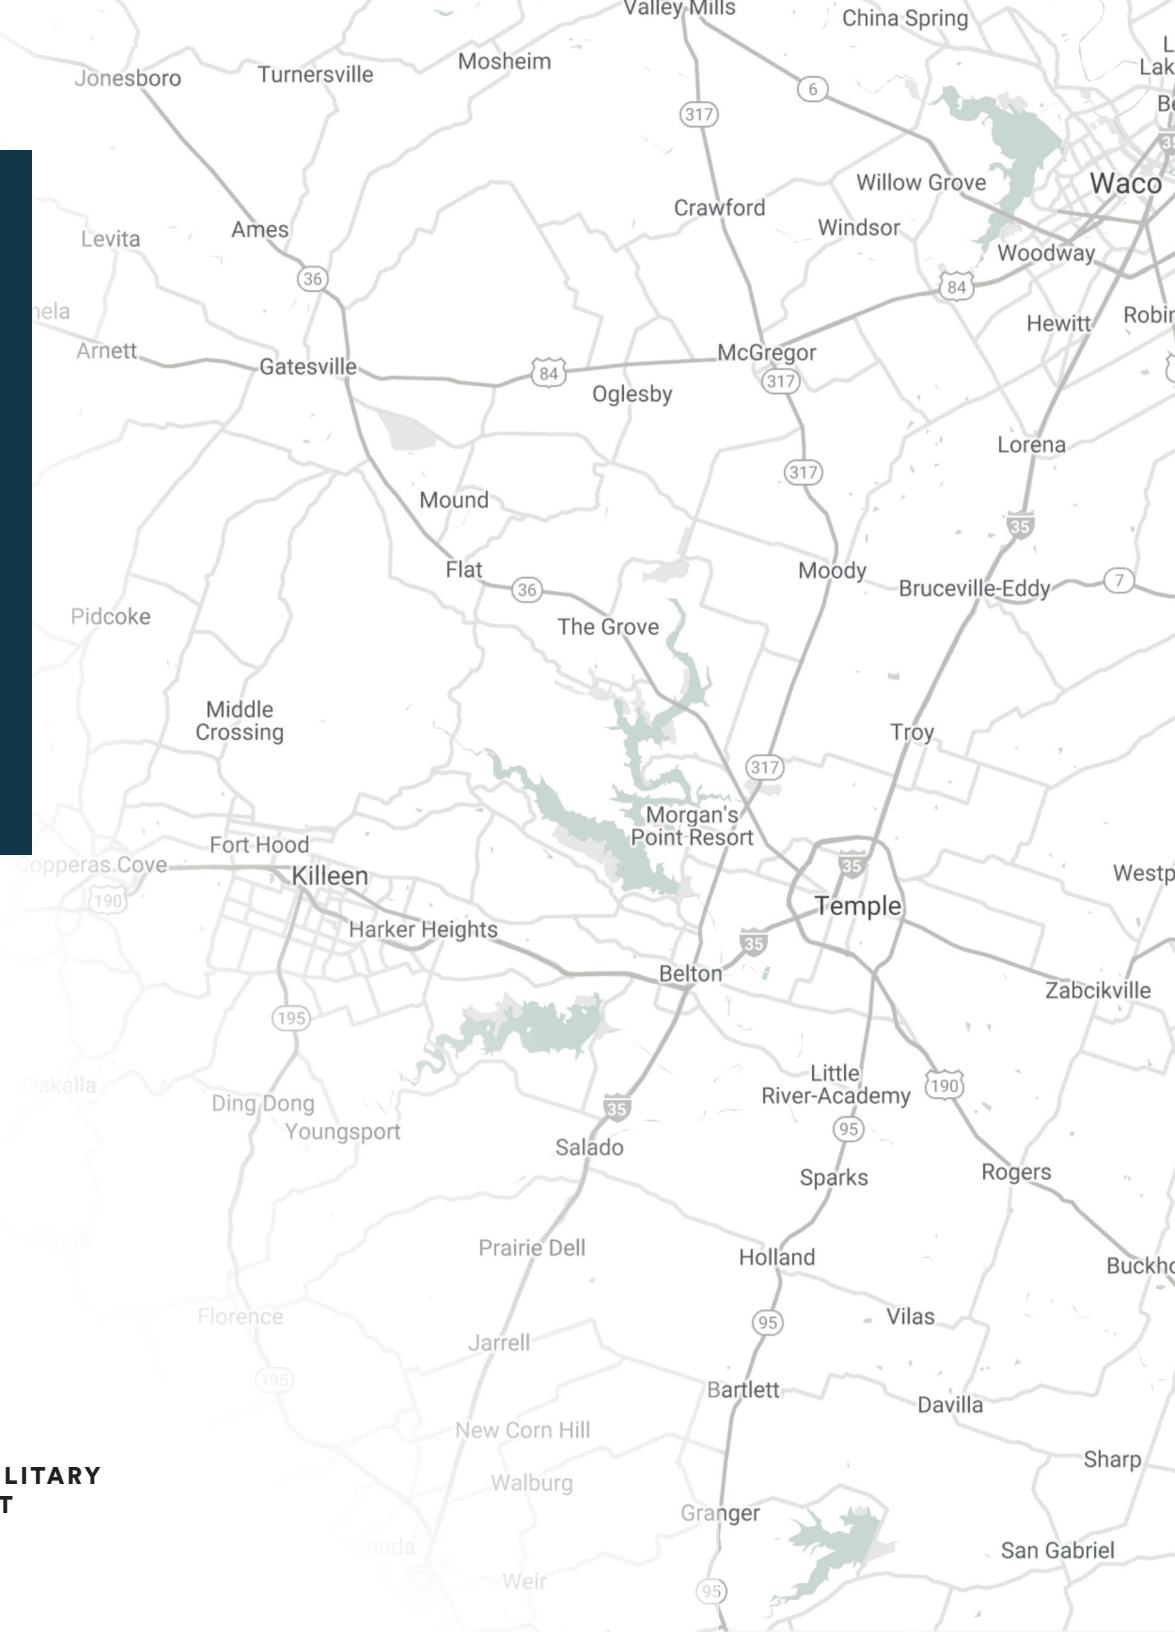 Valley Mills
China Spring
Mosheim
Turnersville
Jonesboro
6
317
35
Willow Grove
Waco
Crawford
Windsor
Ames
Levita
Woodway
36
84
Hewitt
Arnett
McGregor
Gatesville
84
317
Oglesby
Lorena
317
Mound
35
Flat
Moody
7
Bruceville-Eddy
36
Pidcoke
The Grove
Middle
Crossing
Troy
317
Morgan's
Point Resort
Fort Hood
35
Copperas Cove
Killeen
190
Temple
Harker Heights
35
Belton
Zabcikville
195
Little
River-Academy
190
Oakalla
Ding Dong
35
Youngsport
95
Salado
Sparks
Rogers
Prairie Dell
Holland
Florence
Vilas
95
Jarrell
195
Bartlett
Davilla
New Corn Hill
Sharp
LITARY
Walburg
T
Granger
San Gabriel
Weir
95